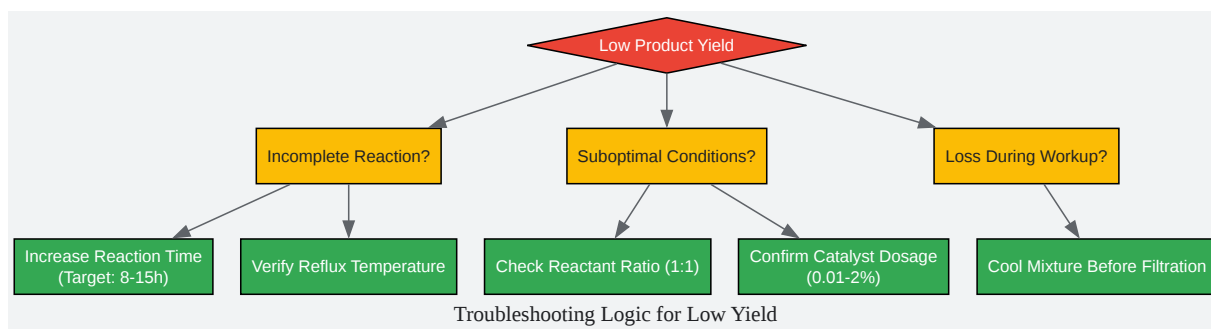 Low Product Yield
Incomplete Reaction?
Suboptimal Conditions?
Loss During Workup?
Increase Reaction Time
(Target: 8-15h)
Verify Reflux Temperature
Check Reactant Ratio (1:1)
Confirm Catalyst Dosage
(0.01-2%)
Cool Mixture Before Filtration
Troubleshooting Logic for Low Yield